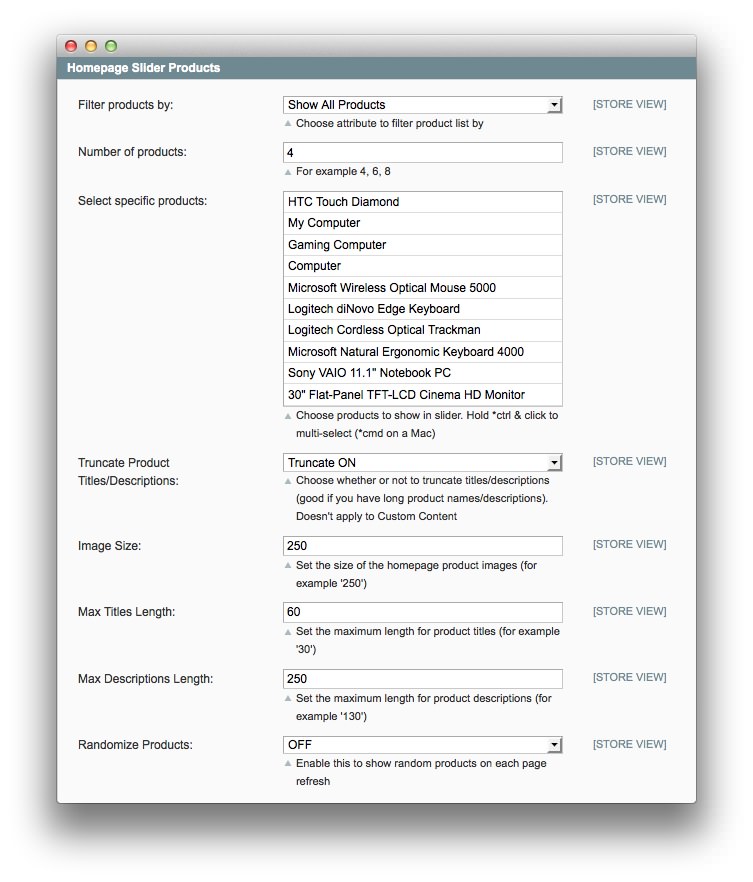 Homepage Slider Products
Filter products by:
Show All Products
[STORE VIEW]
Choose attribute to filter product list by
Number of products:
4
[STORE VIEW]
For example 4, 6, 8
Select specific products:
[STORE VIEW]
HTC Touch Diamond
My Computer
Gaming Computer
Computer
Microsoft Wireless Optical Mouse 5000
Logitech diNovo Edge Keyboard
Logitech Cordless Optical Trackman
Microsoft Natural Ergonomic Keyboard 4000
Sony VAIO 11.1" Notebook PC
30" Flat-Panel TFT-LCD Cinema HD Monitor
Choose products to show in slider. Hold *ctrl & click to
multi-select (*cmd on a Mac)
Truncate Product
Titles/Descriptions:
Truncate ON
[STORE VIEW]
Choose whether or not to truncate titles/descriptions
(good if you have long product names/descriptions).
Doesn't apply to Custom Content
Image Size:
250
[STORE VIEW]
Set the size of the homepage product images (for
example '250')
Max Titles Length:
60
[STORE VIEW]
Set the maximum length for product titles (for example
'30')
Max Descriptions Length:
250
[STORE VIEW]
Set the maximum length for product descriptions (for
example '130')
Randomize Products:
OFF
[STORE VIEW]
Enable this to show random products on each page
refresh